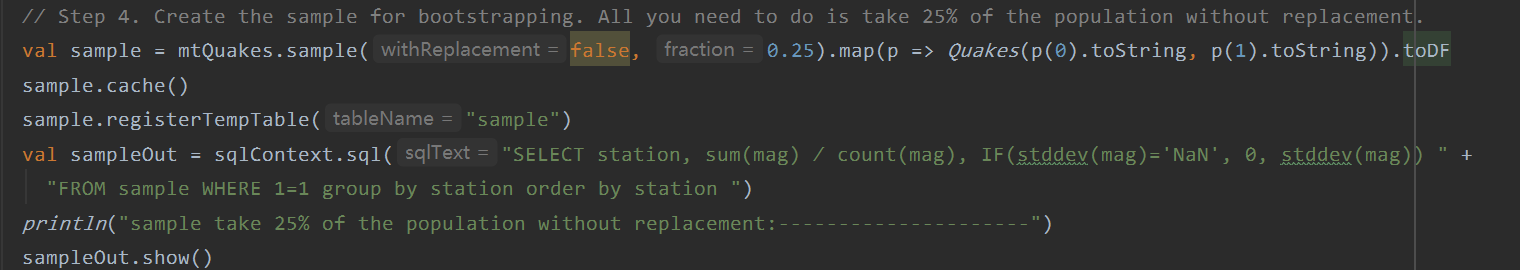 // Step 4. Create the sample for bootstrapping. All you need to do is take 25% of the population without replacement.
val sample = mtQuakes.sample( withReplacement = false, fraction = 0.25).map(p => Quakes(p(0).toString, p(1).toString)).toDF
sample.cache()
sample.registerTempTable( tableName = "sample")
val sampleOut = sqlContext.sql( sqlText = "SELECT station, sum(mag) / count(mag), IF(stddev(mag)='NaN', 0, stddev(mag)) " +
"FROM sample WHERE 1=1 group by station order by station ")
println("sample take 25% of the population without replacement:---------------------")
sampleOut.show()